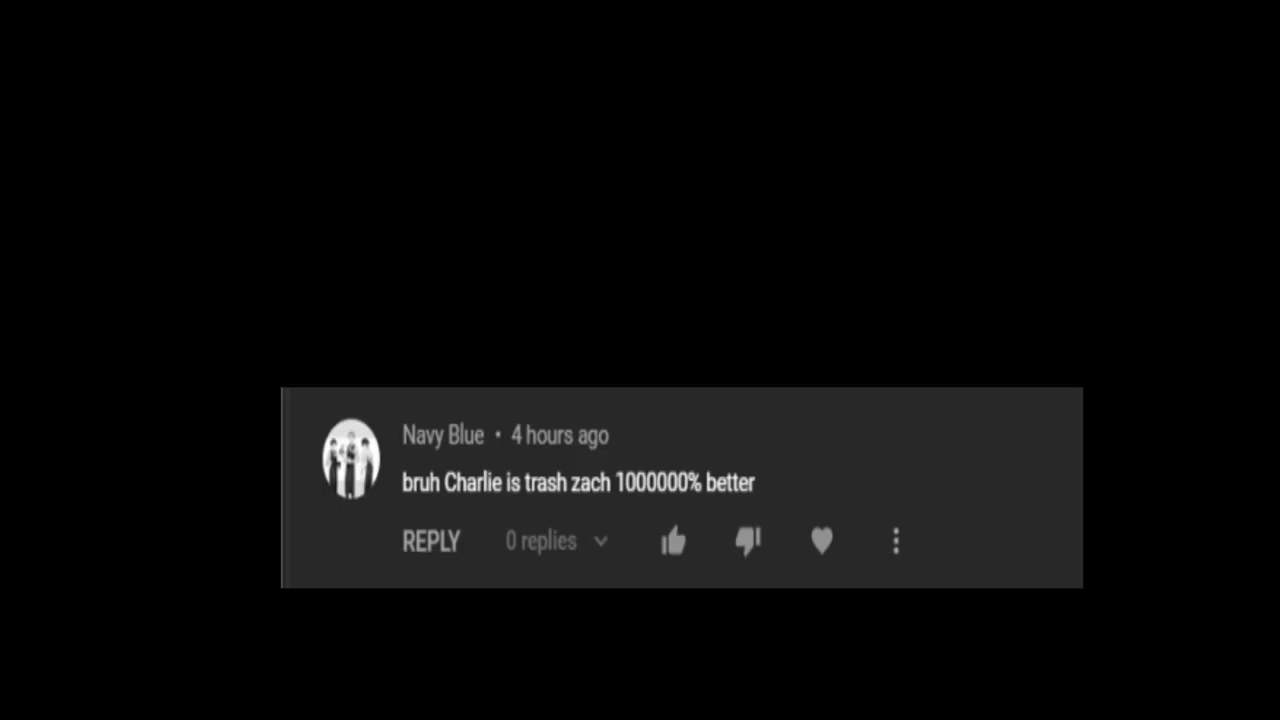 Navy Blue • 4 hours ago
bruh Charlie is trash zach 1000000% better
REPLY 0 replies